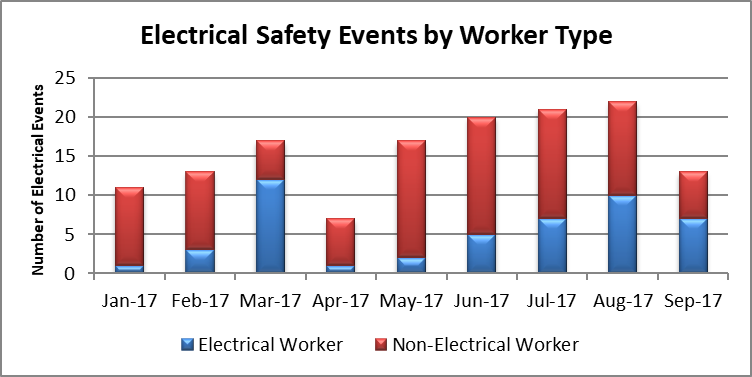 Electrical Safety Events by Worker Type
Number of Electrical Events
25
20
15
10
5
0
Jan-17 Feb-17 Mar-17 Apr-17 May-17 Jun-17 Jul-17 Aug-17 Sep-17
Electrical Worker Non-Electrical Worker